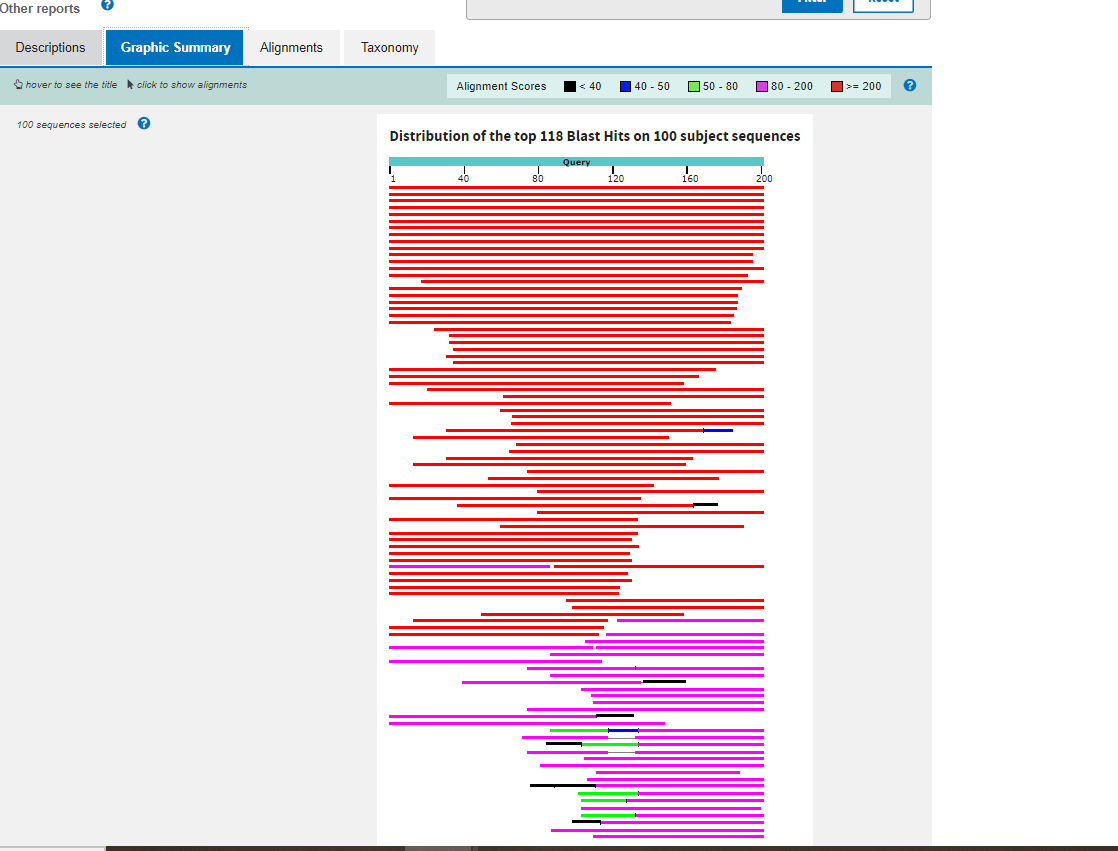 Other reports
Filter
Reset
Descriptions
Graphic Summary
Alignments
Taxonomy
hover to see the title
click to show alignments
Alignment Scores
< 40
40 - 50
50 - 80
80 - 200
>= 200
?
100 sequences selected
?
Distribution of the top 118 Blast Hits on 100 subject sequences
Query
1 40 80 120 160 200